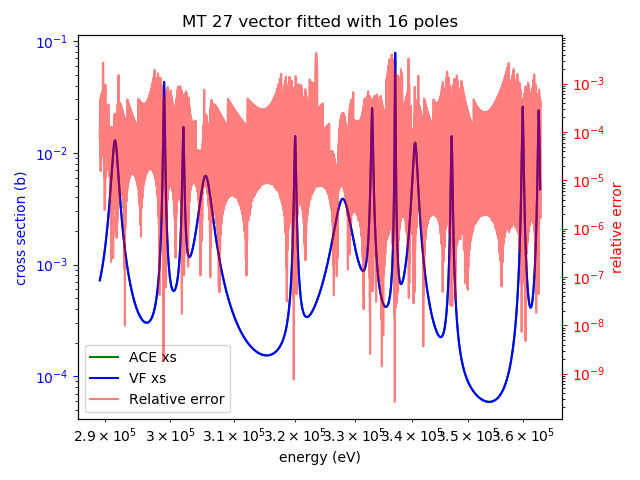 MT 27 vector fitted with 16 poles
cross section (b)
10⁻¹
10⁻²
10⁻³
10⁻⁴
10⁻³
10⁻⁴
10⁻⁵
10⁻⁶
10⁻⁷
10⁻⁸
10⁻⁹
relative error
ACE xs
VF xs
Relative error
2.9 × 10⁵ 3 × 10⁵ 3.1 × 10⁵ 3.2 × 10⁵ 3.3 × 10⁵ 3.4 × 10⁵ 3.5 × 10⁵ 3.6 × 10⁵
energy (eV)